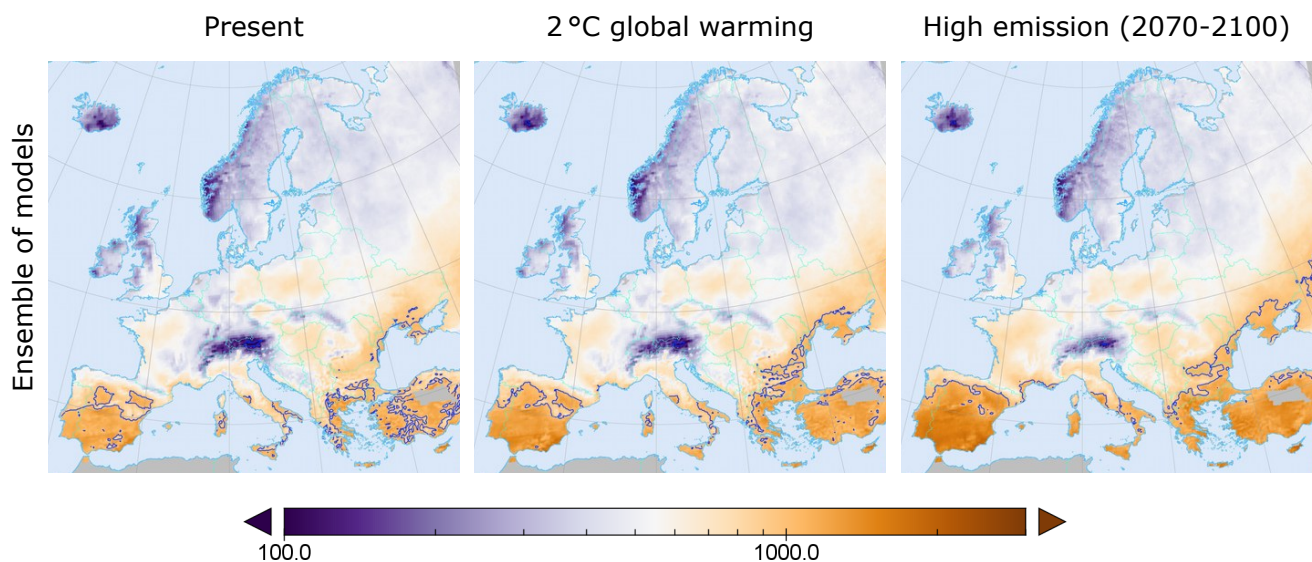 Present
2 °C global warming
High emission (2070-2100)
Ensemble of models
100.0
1000.0